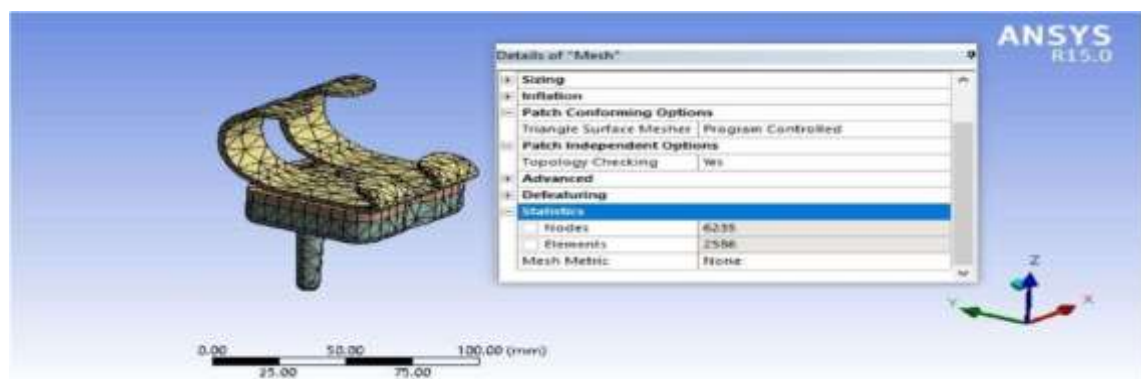 ANSYS
R15.0
Details of "Mesh"
Sizing
Inflation
Patch Conforming Options
Triangle Surface Mesher Program Controlled
Patch Independent Options
Topology Checking Yes
Advanced
Defeaturing
Statistics
Nodes 6235
Elements 2586
Mesh Metric None
Z
Y X
0.00 50.00 100.00 (mm)
25.00 75.00